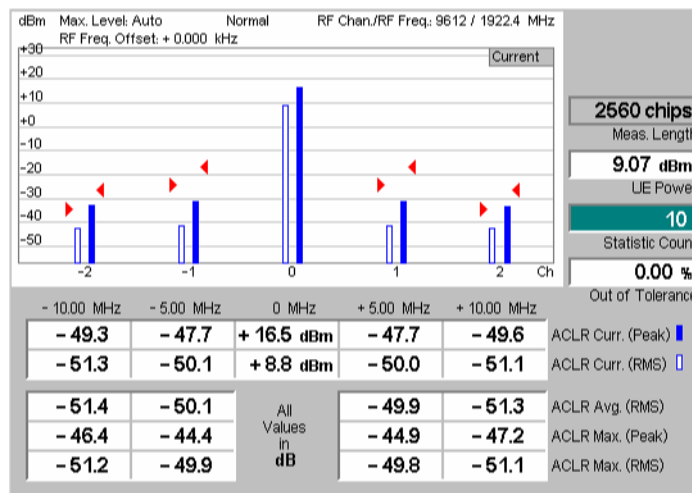 dBm Max. Level: Auto Normal RF Chan./RF Freq.: 9612 / 1922.4 MHz
RF Freq. Offset: + 0.000 kHz
+30
Current
+20
+10
+0
-10
-20
-30
-40
-50
-2 -1 0 1 2 Ch
2560 chips
Meas. Length
9.07 dBm
UE Power
10
Statistic Count
0.00 %
Out of Tolerance
- 10.00 MHz - 5.00 MHz 0 MHz + 5.00 MHz + 10.00 MHz
- 49.3 - 47.7 + 16.5 dBm - 47.7 - 49.6 ACLR Curr. (Peak)
- 51.3 - 50.1 + 8.8 dBm - 50.0 - 51.1 ACLR Curr. (RMS)
- 51.4 - 50.1 - 49.9 - 51.3 ACLR Avg. (RMS)
- 46.4 - 44.4 - 44.9 - 47.2 ACLR Max. (Peak)
- 51.2 - 49.9 - 49.8 - 51.1 ACLR Max. (RMS)
All
Values
in
dB